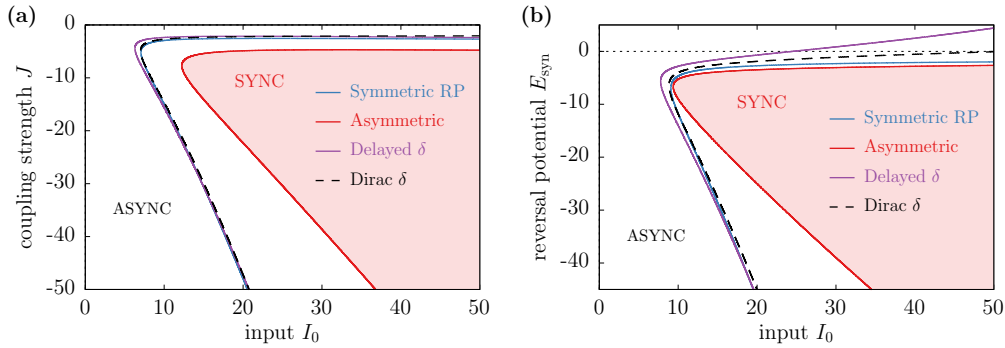 (a)
coupling strength J
0
-10
-20
-30
-40
-50
SYNC
Symmetric RP
Asymmetric
Delayed δ
Dirac δ
ASYNC
0
10
20
30
40
50
input I₀
(b)
reversal potential Eₛᵧₙ
0
-10
-20
-30
-40
SYNC
Symmetric RP
Asymmetric
Delayed δ
Dirac δ
ASYNC
0
10
20
30
40
50
input I₀